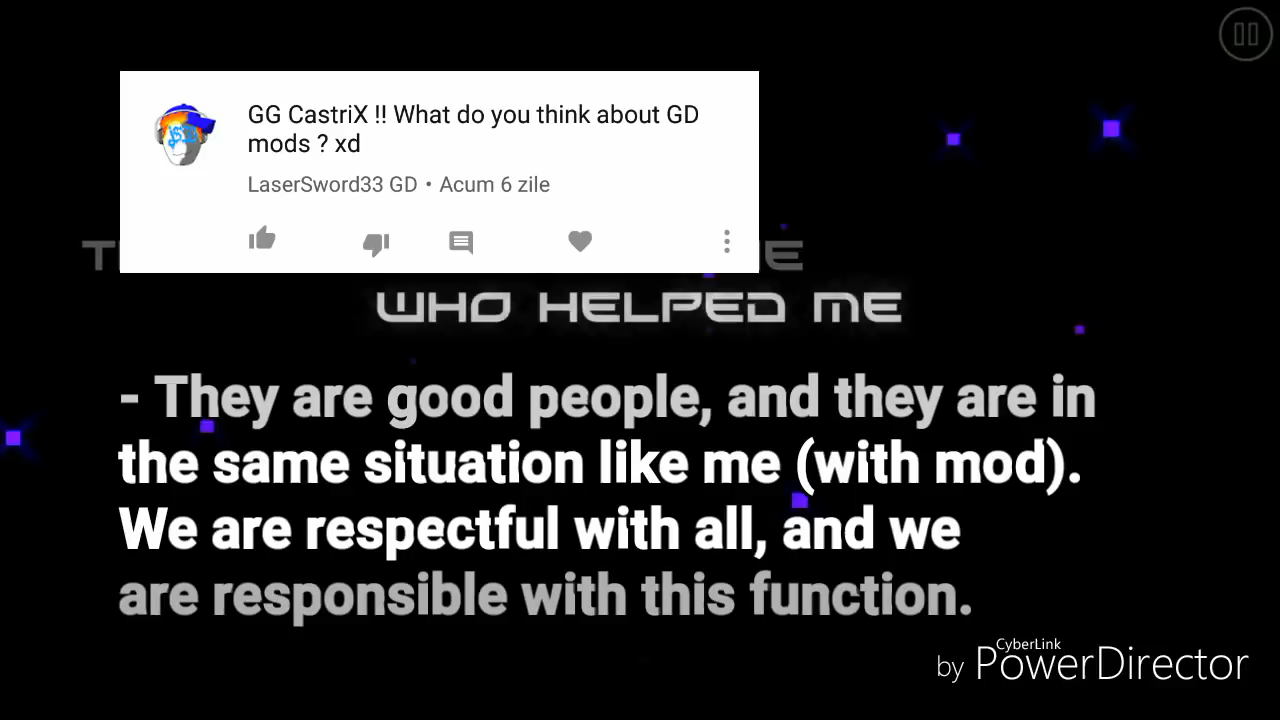 GG CastriX !! What do you think about GD
mods ? xd
LaserSword33 GD • Acum 6 zile
WHO HELPED ME
- They are good people, and they are in
the same situation like me (with mod).
We are respectful with all, and we
are responsible with this function.
CyberLink
by PowerDirector